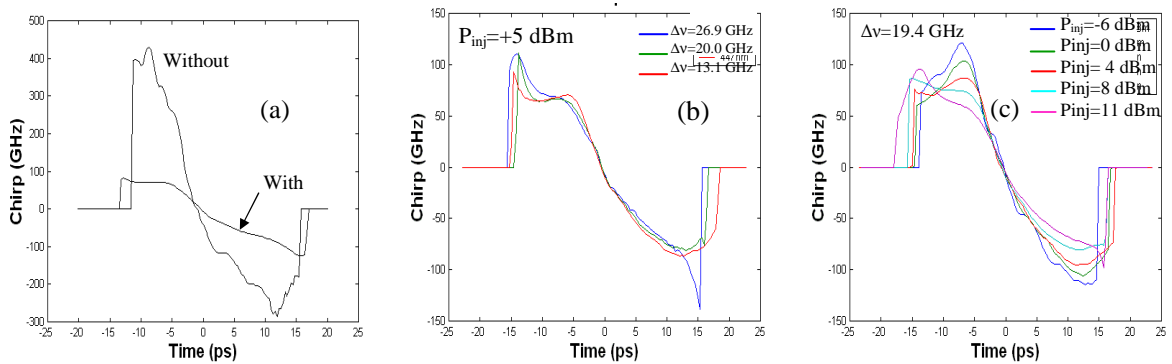 500
400
300
200
100
0
-100
-200
-300
Chirp (GHz)
Without
(a)
With
-25 -20 -15 -10 -5 0 5 10 15 20 25
Time (ps)
150
100
50
0
-50
-100
-150
Chirp (GHz)
Pinj=+5 dBm
Δν=26.9 GHz
Δν=20.0 GHz
Δν=13.1 GHz
(b)
-25 -20 -15 -10 -5 0 5 10 15 20 25
Time (ps)
150
100
50
0
-50
-100
-150
Chirp (GHz)
Δν=19.4 GHz
Pinj=-6 dBm
Pinj=0 dBm
Pinj= 4 dBm
Pinj=8 dBm
Pinj=11 dBm
(c)
-25 -20 -15 -10 -5 0 5 10 15 20 25
Time (ps)